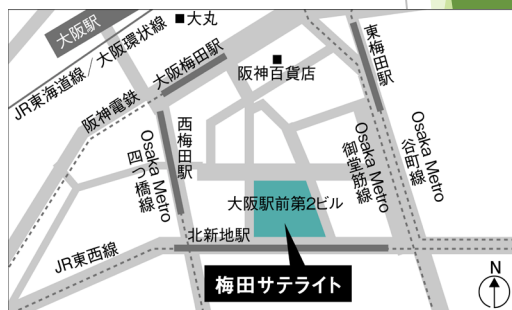 大阪駅
大丸
JR東海道線／大阪環状線
大阪梅田駅
阪神百貨店
東梅田駅
阪神電鉄
西梅田駅
Osaka Metro
四つ橋線
Osaka Metro
御堂筋線
Osaka Metro
谷町線
大阪駅前第2ビル
北新地駅
JR東西線
梅田サテライト
N